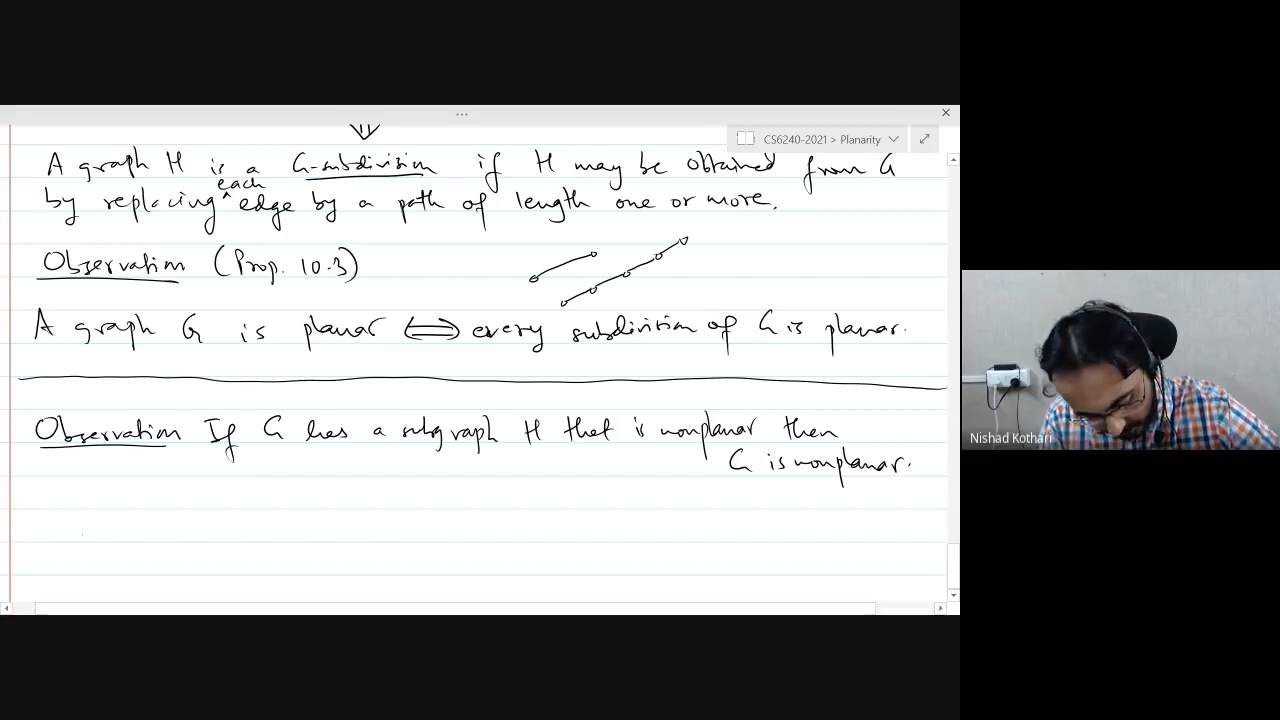 CS6240-2021 > Planarity
A graph H is a G-subdivision if H may be obtained from G
by replacing ^each edge by a path of length one or more.
Observation (Prop. 10.3)
A graph G is planar ⟺ every subdivision of G is planar.
Observation If G has a subgraph H that is nonplanar then
G is nonplanar.
Nishad Kothari